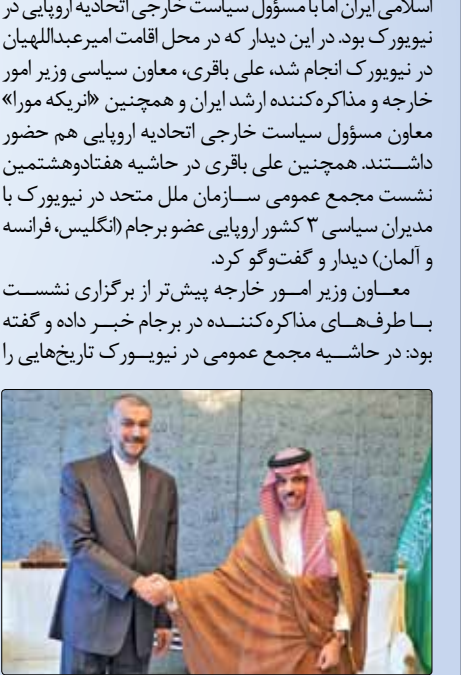 اسلامی ایران اما با مسؤول سیاست خارجی اتحادیه اروپایی در
نیویورک بود. در این دیدار که در محل اقامت امیرعبداللهیان
در نیویورک انجام شد، علی باقری، معاون سیاسی وزیر امور
خارجه و مذاکره‌کننده ارشد ایران و همچنین «انریکه مورا»
معاون مسؤول سیاست خارجی اتحادیه اروپایی هم حضور
داشتند. همچنین علی باقری در حاشیه هفتادوهشتمین
نشست مجمع عمومی سازمان ملل متحد در نیویورک با
مدیران سیاسی ۳ کشور اروپایی عضو برجام (انگلیس، فرانسه
و آلمان) دیدار و گفت‌وگو کرد.
معاون وزیر امور خارجه پیش‌تر از برگزاری نشست
با طرف‌های مذاکره‌کننده در برجام خبر داده و گفته
بود: در حاشیه مجمع عمومی در نیویورک تاریخ‌هایی را